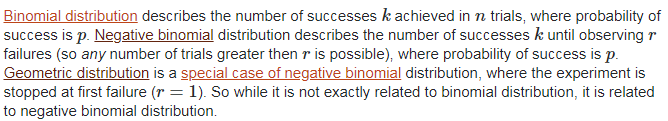 Binomial distribution describes the number of successes k achieved in n trials, where probability of
success is p. Negative binomial distribution describes the number of successes k until observing r
failures (so any number of trials greater then r is possible), where probability of success is p.
Geometric distribution is a special case of negative binomial distribution, where the experiment is
stopped at first failure (r = 1). So while it is not exactly related to binomial distribution, it is related
to negative binomial distribution.